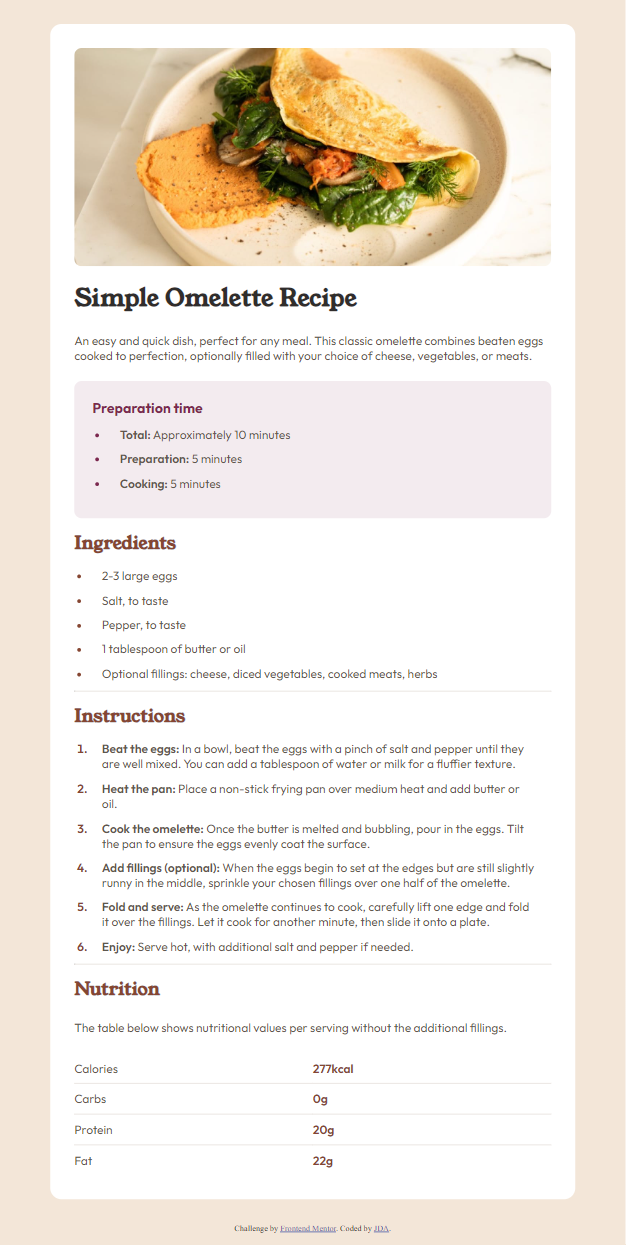 Simple Omelette Recipe
An easy and quick dish, perfect for any meal. This classic omelette combines beaten eggs
cooked to perfection, optionally filled with your choice of cheese, vegetables, or meats.
Preparation time
• Total: Approximately 10 minutes
• Preparation: 5 minutes
• Cooking: 5 minutes
Ingredients
• 2-3 large eggs
• Salt, to taste
• Pepper, to taste
• 1 tablespoon of butter or oil
• Optional fillings: cheese, diced vegetables, cooked meats, herbs
Instructions
1. Beat the eggs: In a bowl, beat the eggs with a pinch of salt and pepper until they
are well mixed. You can add a tablespoon of water or milk for a fluffier texture.
2. Heat the pan: Place a non-stick frying pan over medium heat and add butter or
oil.
3. Cook the omelette: Once the butter is melted and bubbling, pour in the eggs. Tilt
the pan to ensure the eggs evenly coat the surface.
4. Add fillings (optional): When the eggs begin to set at the edges but are still slightly
runny in the middle, sprinkle your chosen fillings over one half of the omelette.
5. Fold and serve: As the omelette continues to cook, carefully lift one edge and fold
it over the fillings. Let it cook for another minute, then slide it onto a plate.
6. Enjoy: Serve hot, with additional salt and pepper if needed.
Nutrition
The table below shows nutritional values per serving without the additional fillings.
Calories 277kcal
Carbs 0g
Protein 20g
Fat 22g
Challenge by Frontend Mentor. Coded by JDA.